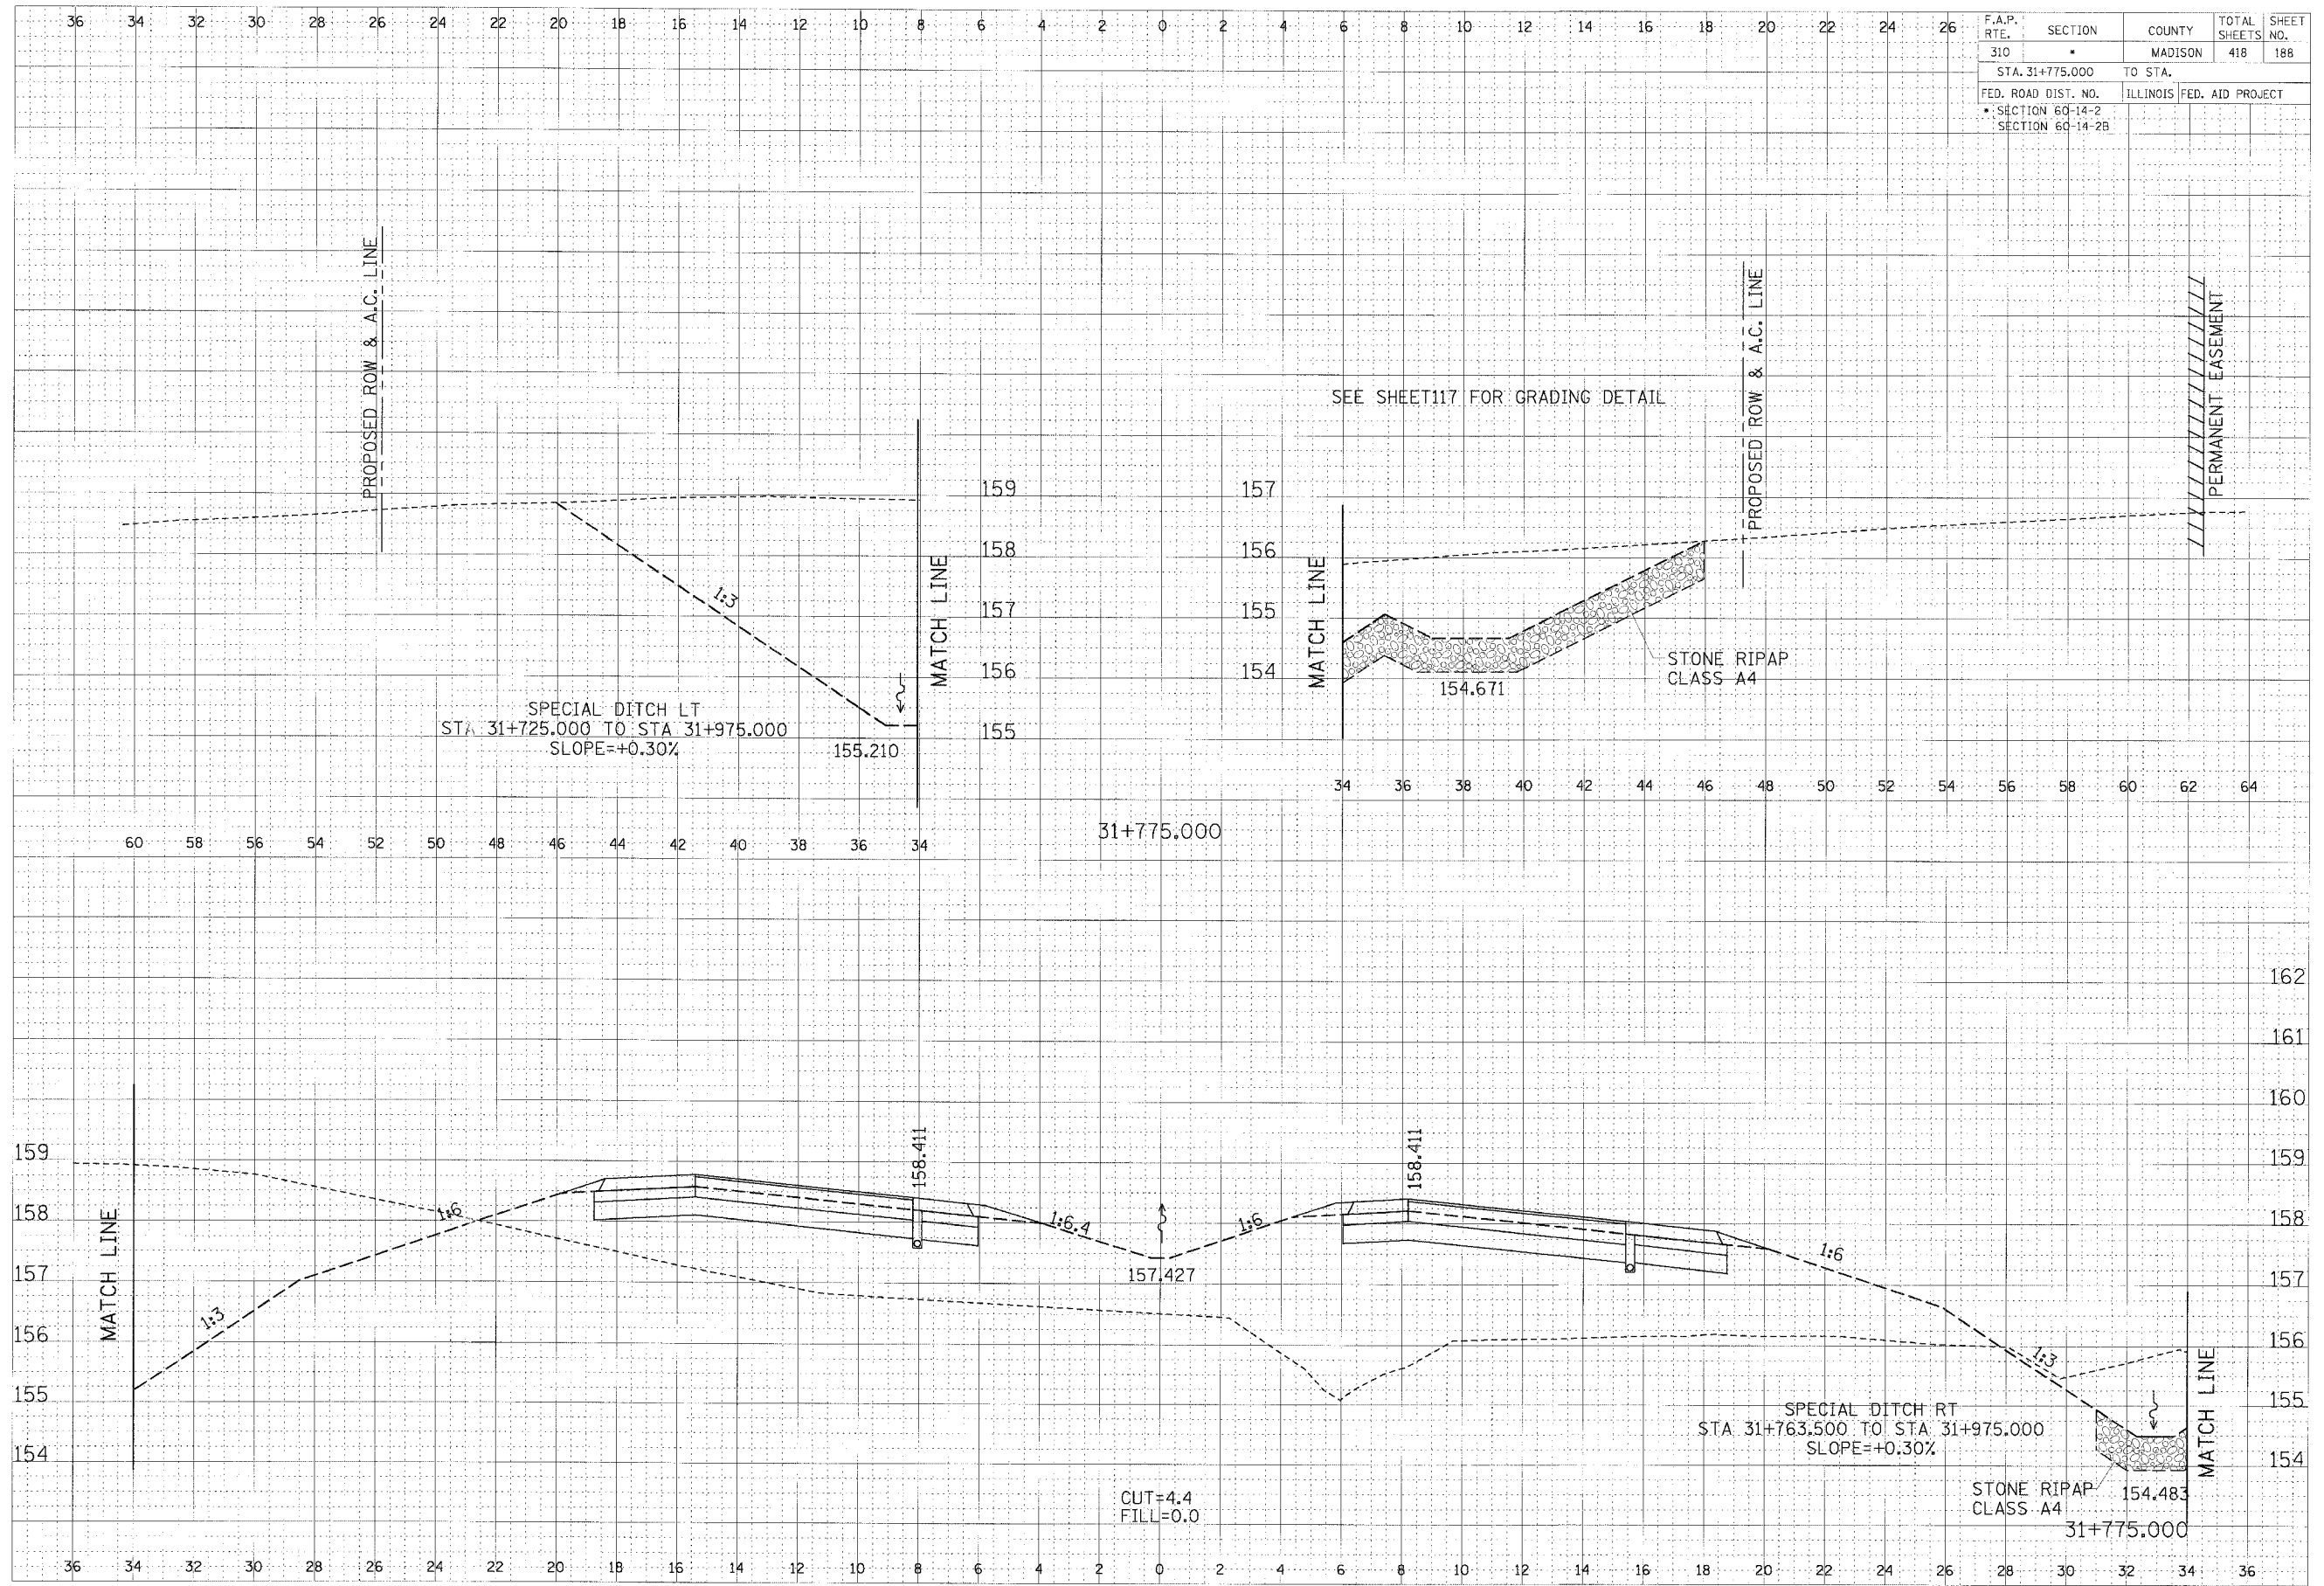 36 34 32 30 28 26 24 22 20 18 16 14 12 10 8 6 4 2 0 2 4 6 8 10 12 14 16 18 20 22 24 26
F.A.P. RTE. SECTION COUNTY TOTAL SHEETS SHEET NO.
310 * MADISON 418 188
STA. 31+775.000 TO STA.
FED. ROAD DIST. NO. ILLINOIS FED. AID PROJECT
* SECTION 60-14-2
SECTION 60-14-2B
PROPOSED ROW & A.C. LINE
1:3
MATCH LINE
159
158
157
156
155
SPECIAL DITCH LT
STA 31+725.000 TO STA 31+975.000
SLOPE=+0.30%
155.210
60 58 56 54 52 50 48 46 44 42 40 38 36 34
157
156
155
154
MATCH LINE
SEE SHEET117 FOR GRADING DETAIL
PROPOSED ROW & A.C. LINE
PERMANENT EASEMENT
STONE RIPAP
CLASS A4
154.671
34 36 38 40 42 44 46 48 50 52 54 56 58 60 62 64
31+775.000
162
161
160
159
158
157
156
155
154
159
158
157
156
155
154
MATCH LINE
1:3
1:6
158.411
1:6.4
157.427
1:6
158.411
1:6
1:3
MATCH LINE
SPECIAL DITCH RT
STA 31+763.500 TO STA 31+975.000
SLOPE=+0.30%
STONE RIPAP
CLASS A4
154.483
31+775.000
CUT=4.4
FILL=0.0
36 34 32 30 28 26 24 22 20 18 16 14 12 10 8 6 4 2 0 2 4 6 8 10 12 14 16 18 20 22 24 26 28 30 32 34 36